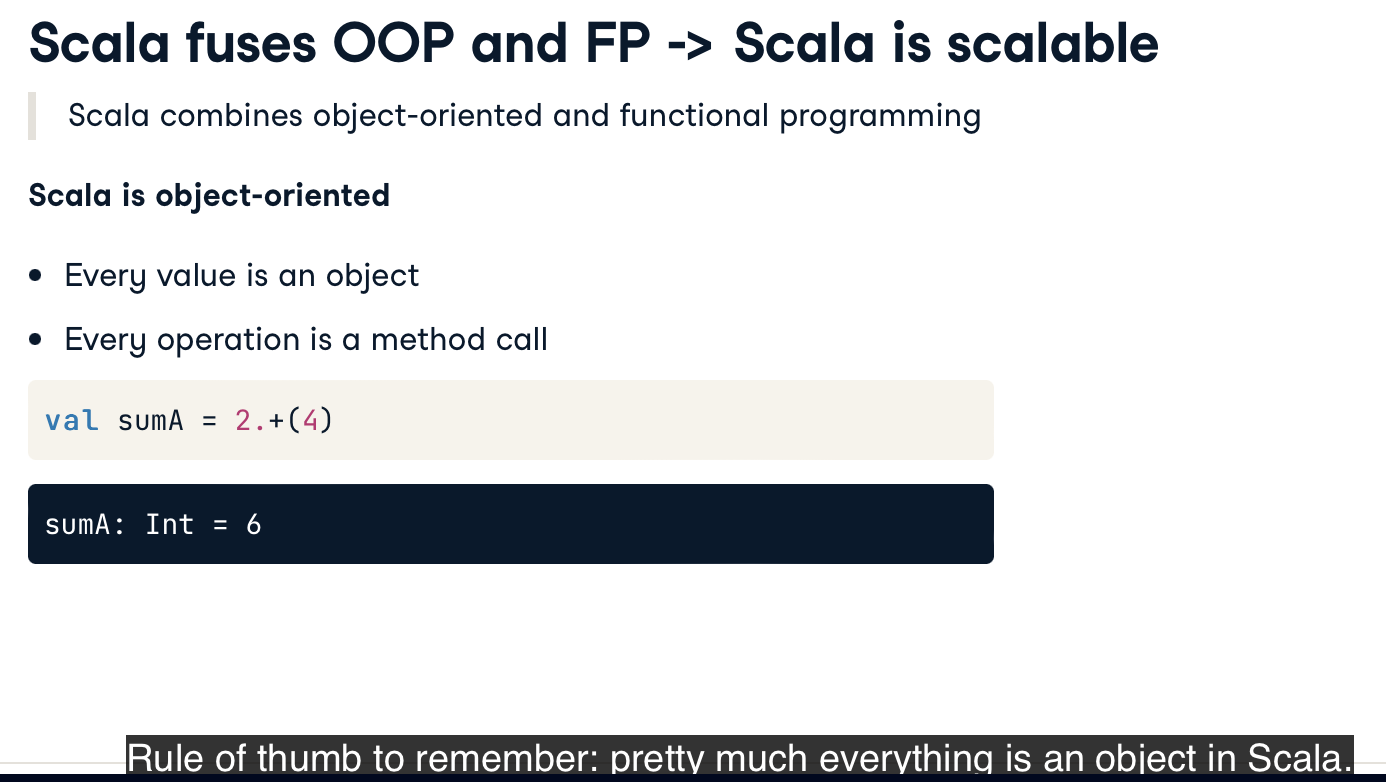 Scala fuses OOP and FP -> Scala is scalable
Scala combines object-oriented and functional programming
Scala is object-oriented
• Every value is an object
• Every operation is a method call
val sumA = 2.+(4)
sumA: Int = 6
Rule of thumb to remember: pretty much everything is an object in Scala.